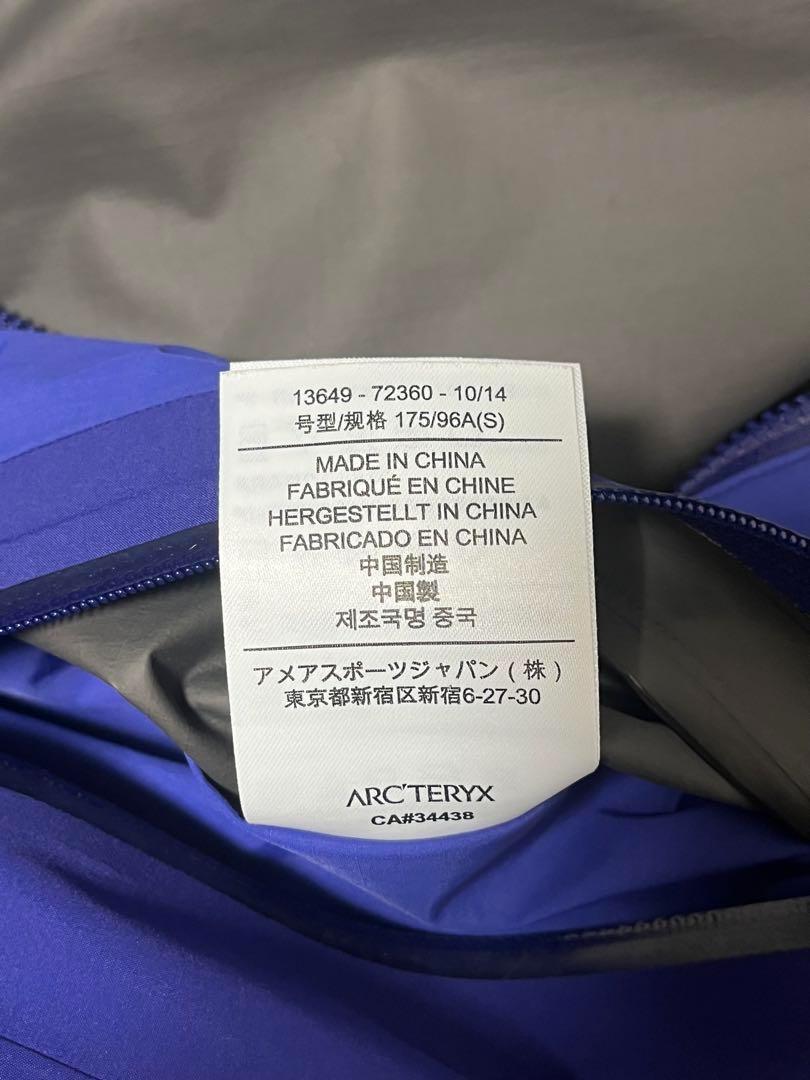 13649 - 72360 - 10/14
号型/规格 175/96A(S)
MADE IN CHINA
FABRIQUÉ EN CHINE
HERGESTELLT IN CHINA
FABRICADO EN CHINA
中国制造
中国製
제조국명 중국
アメアスポーツジャパン(株)
東京都新宿区新宿6-27-30
ARC'TERYX
CA#34438